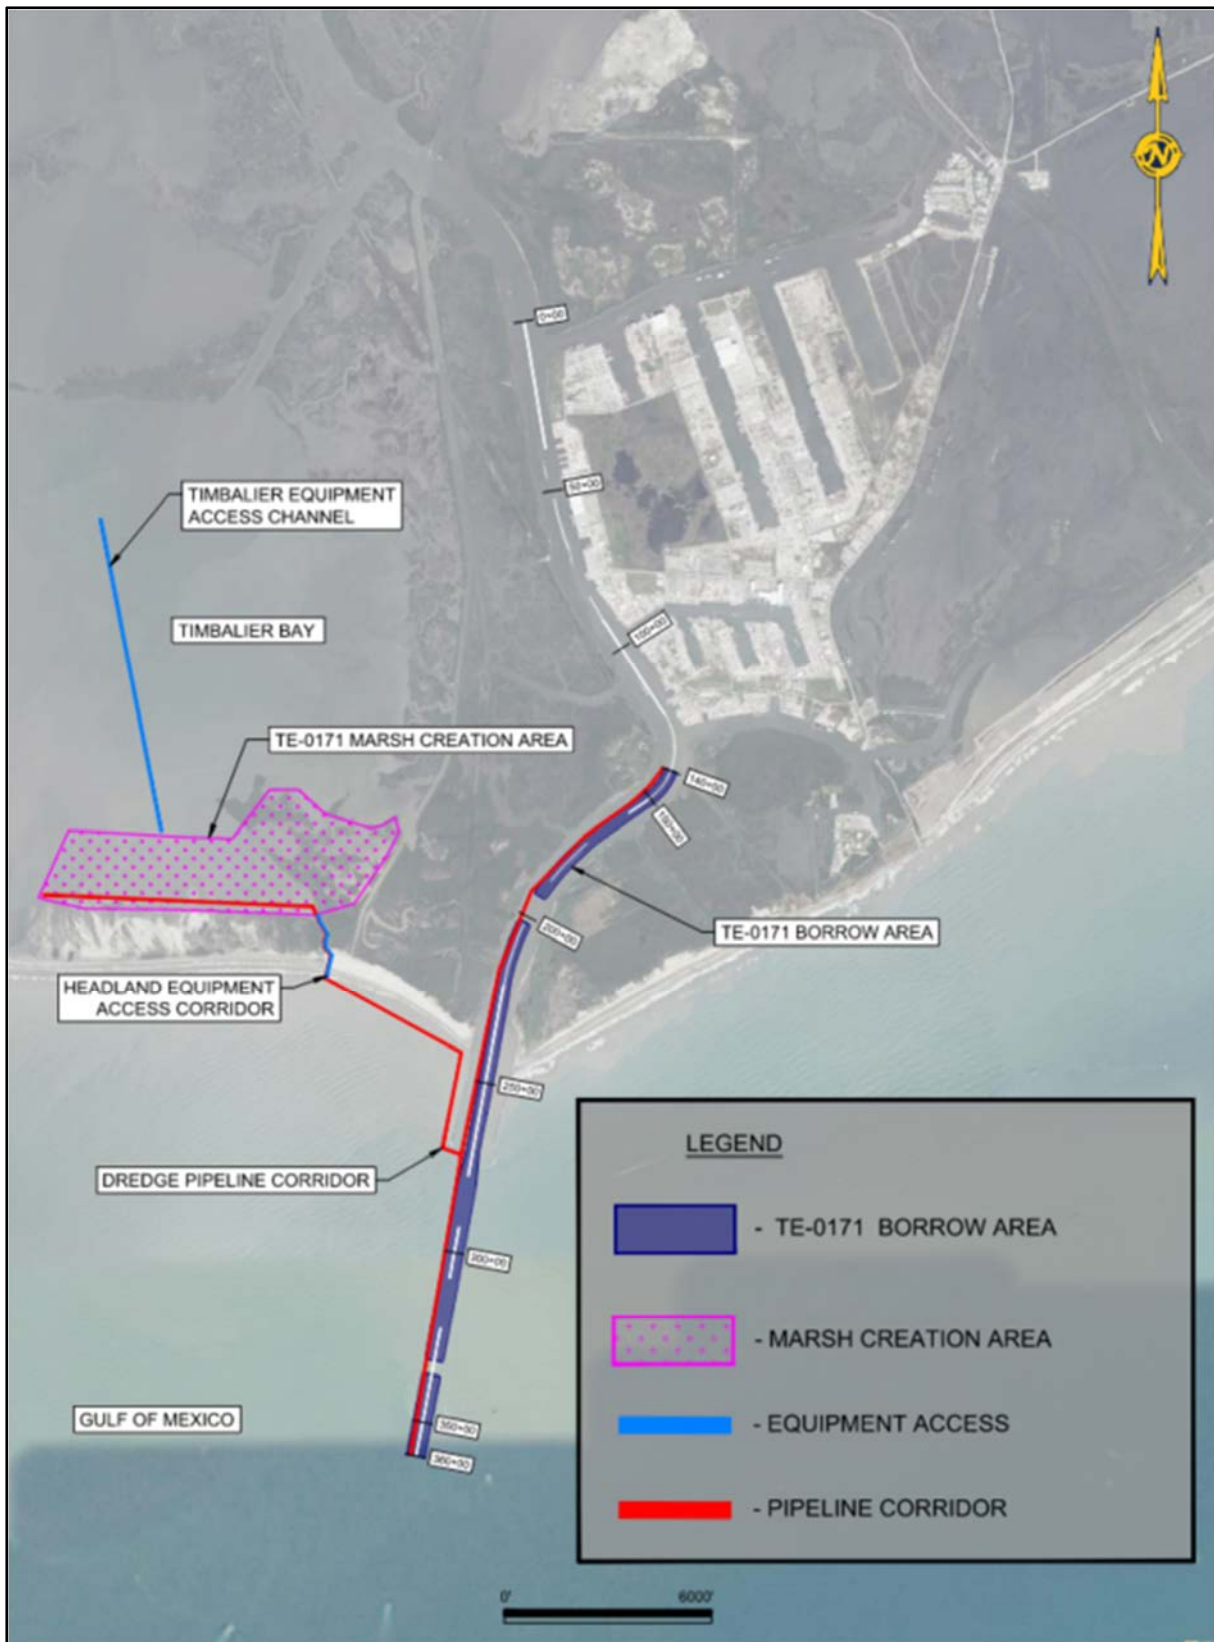 N
0+00
50+00
TIMBALIER EQUIPMENT
ACCESS CHANNEL
TIMBALIER BAY
100+00
TE-0171 MARSH CREATION AREA
140+00
150+00
200+00
TE-0171 BORROW AREA
HEADLAND EQUIPMENT
ACCESS CORRIDOR
250+00
DREDGE PIPELINE CORRIDOR
300+00
GULF OF MEXICO
350+00
360+00
LEGEND
- TE-0171 BORROW AREA
- MARSH CREATION AREA
- EQUIPMENT ACCESS
- PIPELINE CORRIDOR
0' 6000'